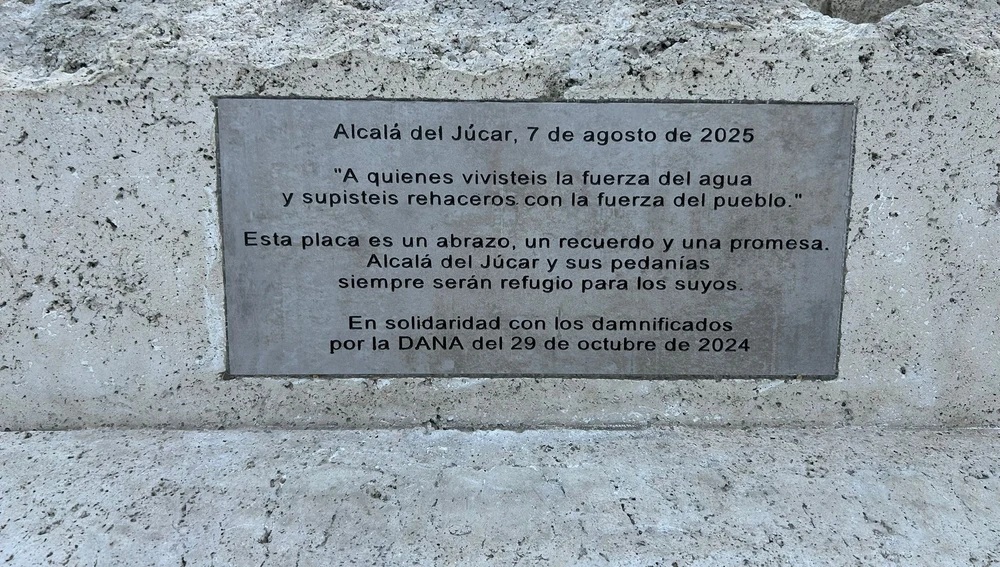 Alcalá del Júcar, 7 de agosto de 2025
"A quienes vivisteis la fuerza del agua
y supisteis rehaceros con la fuerza del pueblo."
Esta placa es un abrazo, un recuerdo y una promesa.
Alcalá del Júcar y sus pedanías
siempre serán refugio para los suyos.
En solidaridad con los damnificados
por la DANA del 29 de octubre de 2024